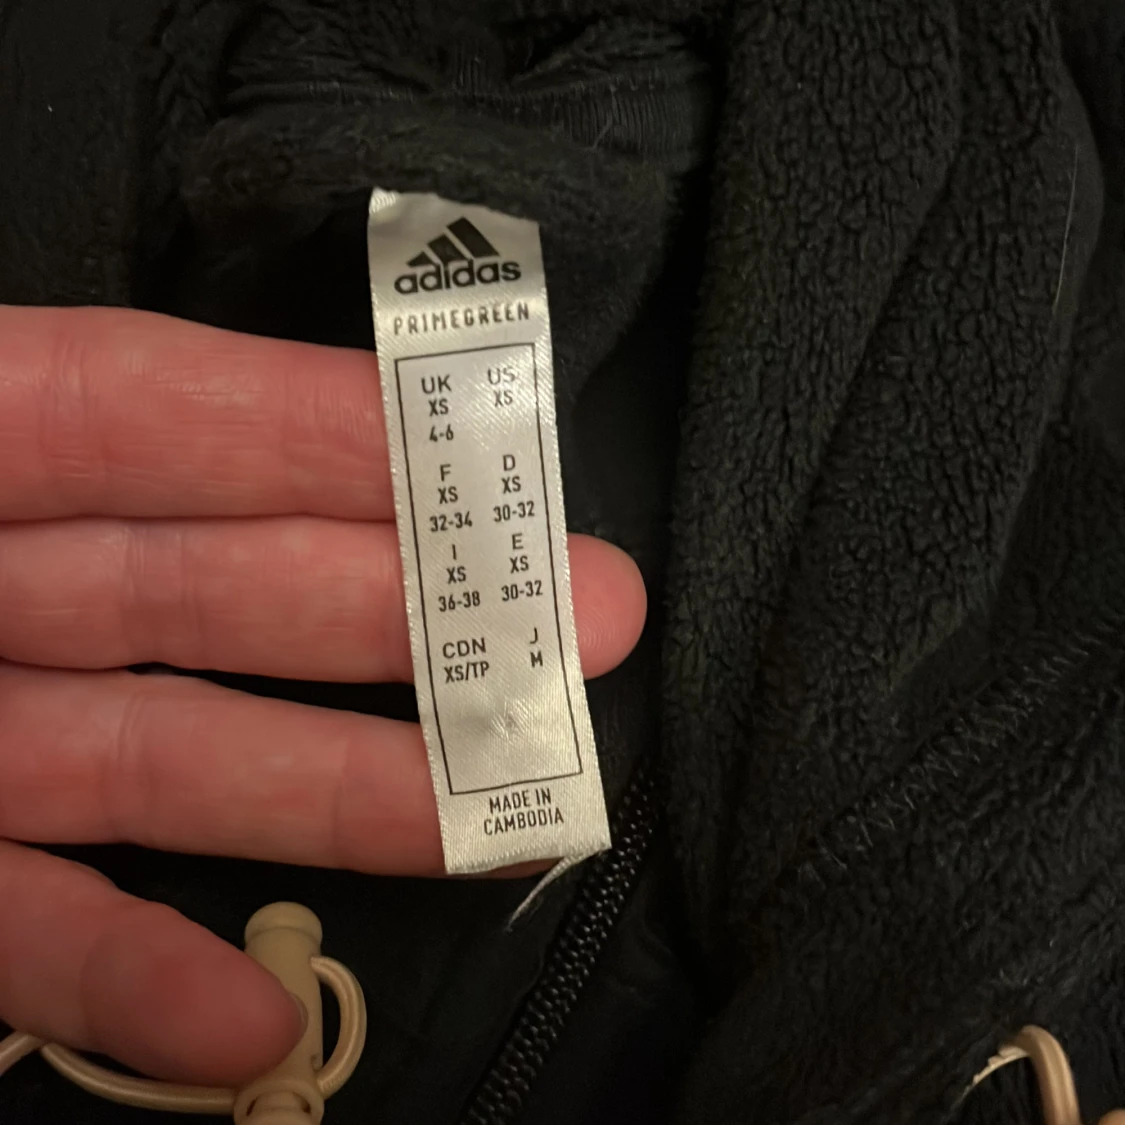 adidas
PRIMEGREEN
UK US
XS XS
4-6
F D
XS XS
32-34 30-32
I E
XS XS
36-38 30-32
CDN J
XS/TP M
MADE IN
CAMBODIA